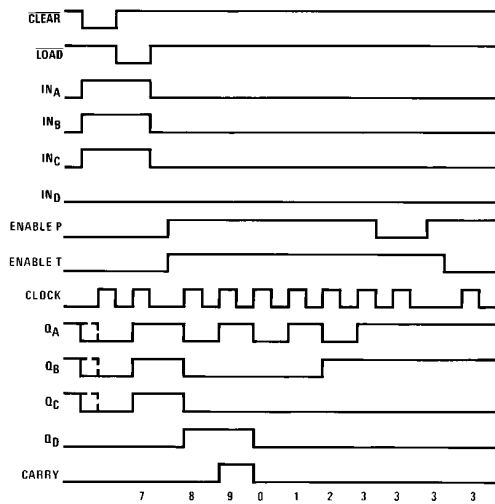 CLEAR
LOAD
INA
INB
INC
IND
ENABLE P
ENABLE T
CLOCK
QA
QB
QC
QD
CARRY
7 8 9 0 1 2 3 3 3 3